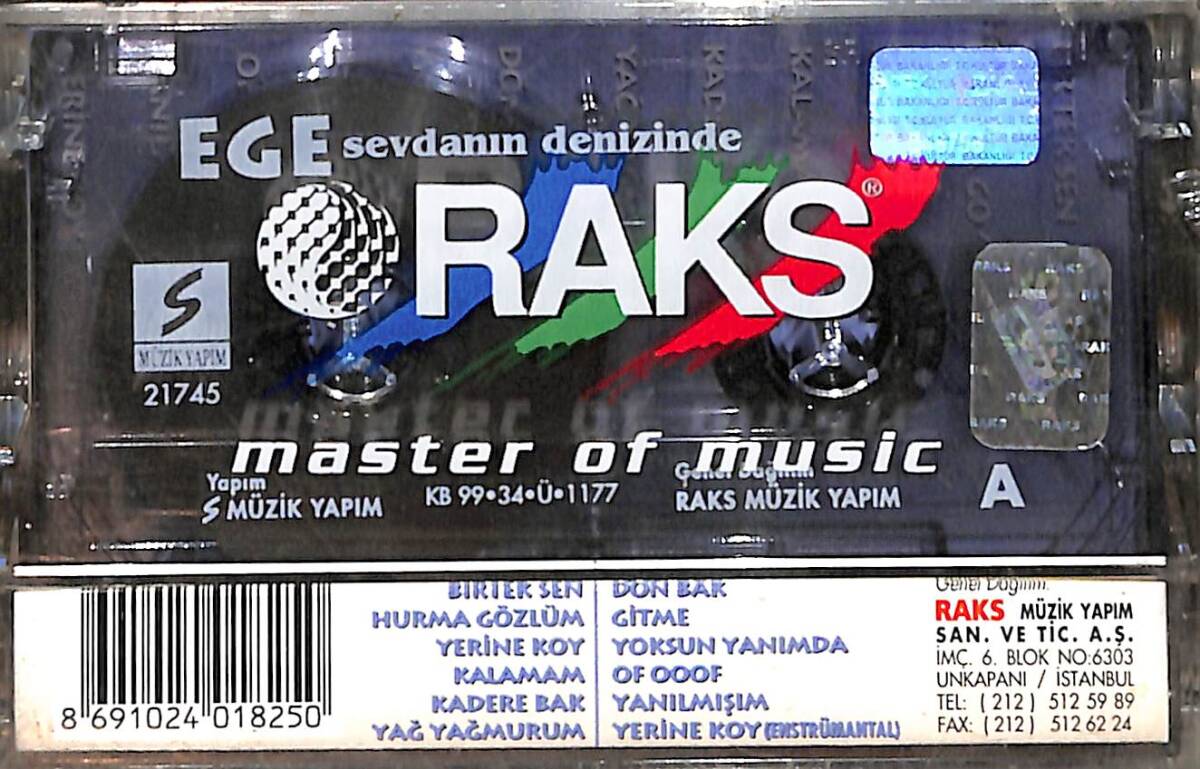 EGE sevdanın denizinde
RAKS®
S
MÜZİK YAPIM
21745
master of music
Yapım
S MÜZİK YAPIM
KB 99•34•Ü•1177
Genel Dağıtım
RAKS MÜZİK YAPIM
A
8 691024 018250
BİRTEK SEN
HURMA GÖZLÜM
YERİNE KOY
KALAMAM
KADERE BAK
YAĞ YAĞMURUM
DÖN BAK
GİTME
YOKSUN YANIMDA
OF OOOF
YANILMIŞIM
YERİNE KOY (ENSTRÜMANTAL)
Genel Dağıtım:
RAKS MÜZİK YAPIM
SAN. VE TİC. A.Ş.
İMÇ. 6. BLOK NO:6303
UNKAPANI / İSTANBUL
TEL: (212) 512 59 89
FAX: (212) 512 62 24